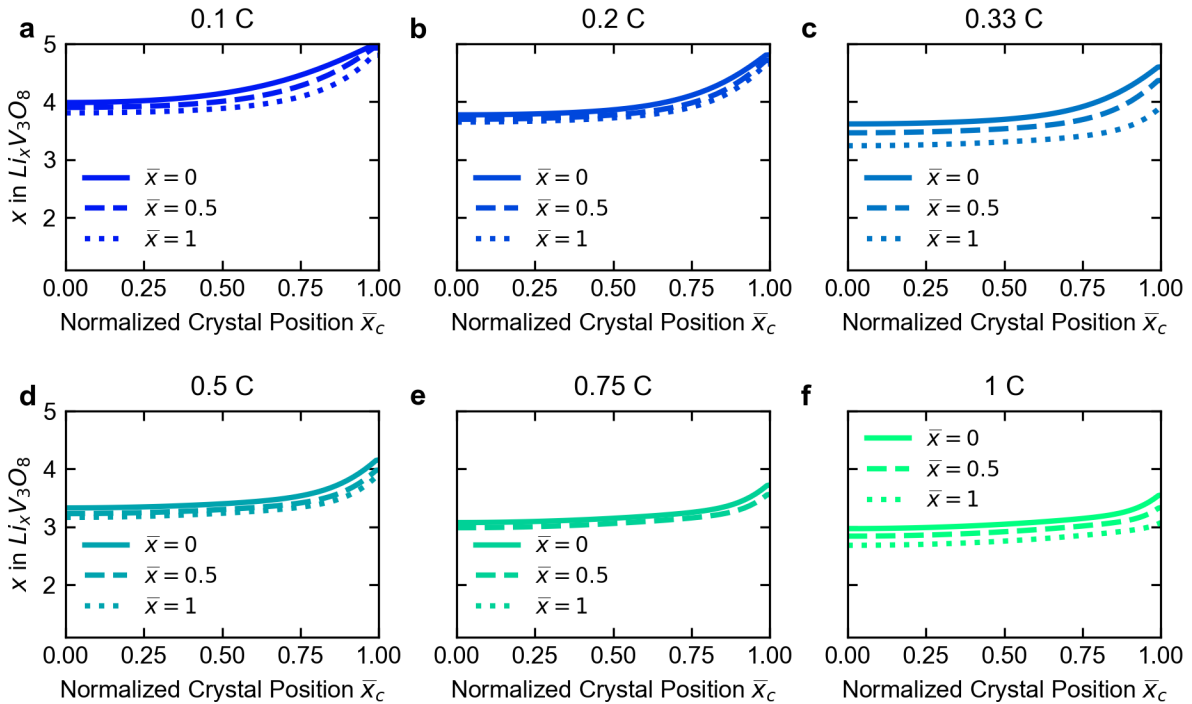 a 0.1 C
5
4
3
2
x in LiₓV₃O₈
x̅ = 0
x̅ = 0.5
x̅ = 1
0.00 0.25 0.50 0.75 1.00
Normalized Crystal Position x̅_c
b 0.2 C
x̅ = 0
x̅ = 0.5
x̅ = 1
0.00 0.25 0.50 0.75 1.00
Normalized Crystal Position x̅_c
c 0.33 C
x̅ = 0
x̅ = 0.5
x̅ = 1
0.00 0.25 0.50 0.75 1.00
Normalized Crystal Position x̅_c
d 0.5 C
5
4
3
2
x in LiₓV₃O₈
x̅ = 0
x̅ = 0.5
x̅ = 1
0.00 0.25 0.50 0.75 1.00
Normalized Crystal Position x̅_c
e 0.75 C
x̅ = 0
x̅ = 0.5
x̅ = 1
0.00 0.25 0.50 0.75 1.00
Normalized Crystal Position x̅_c
f 1 C
x̅ = 0
x̅ = 0.5
x̅ = 1
0.00 0.25 0.50 0.75 1.00
Normalized Crystal Position x̅_c